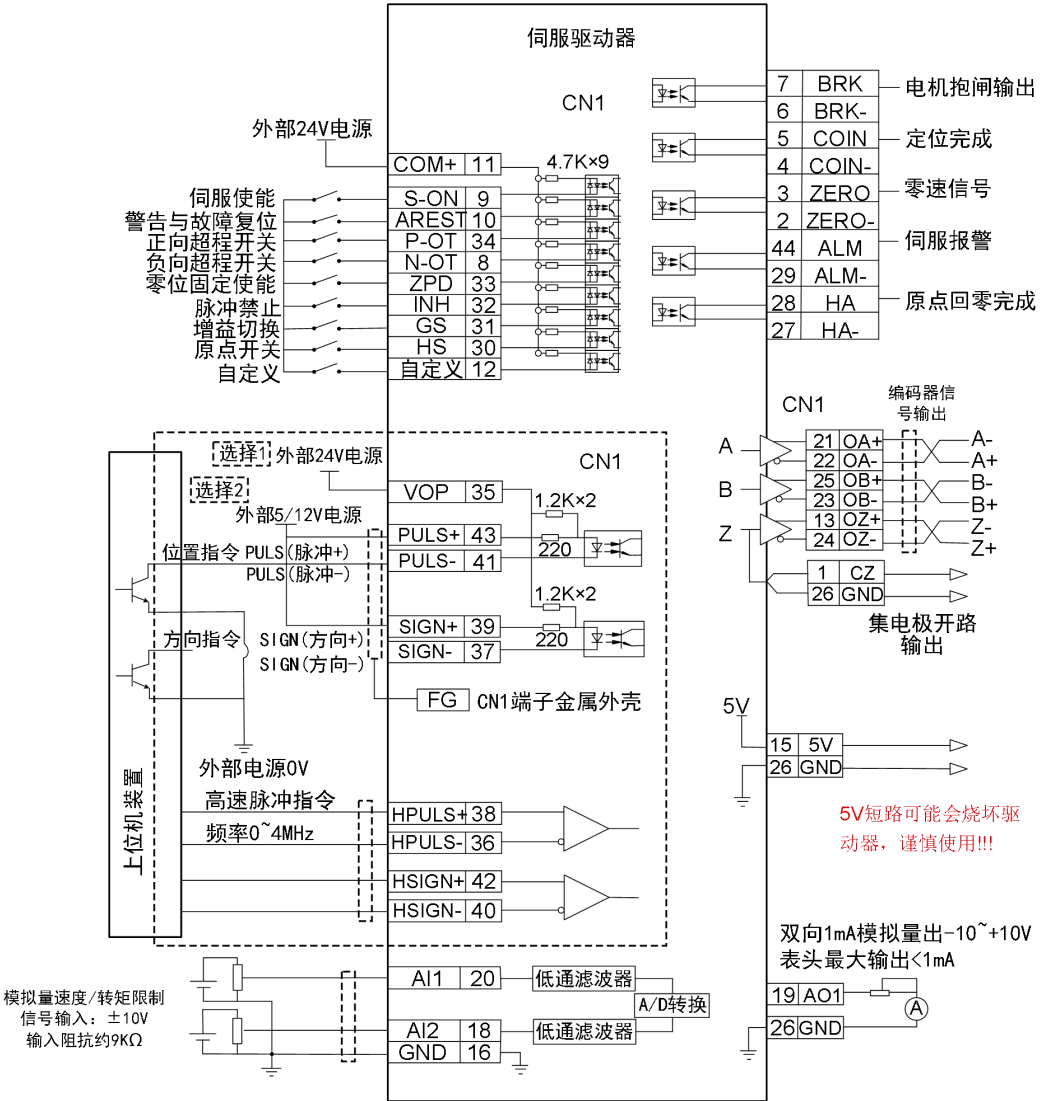 伺服驱动器
CN1
外部24V电源
COM+ 11
4.7K×9
伺服使能 S-ON 9
警告与故障复位 AREST 10
正向超程开关 P-OT 34
负向超程开关 N-OT 8
零位固定使能 ZPD 33
脉冲禁止 INH 32
增益切换 GS 31
原点开关 HS 30
自定义 自定义 12
7 BRK 电机抱闸输出
6 BRK-
5 COIN 定位完成
4 COIN-
3 ZERO 零速信号
2 ZERO-
44 ALM 伺服报警
29 ALM-
28 HA 原点回零完成
27 HA-
选择1 外部24V电源
CN1
选择2
VOP 35
1.2K×2
外部5/12V电源
PULS+ 43
220
位置指令 PULS(脉冲+)
PULS- 41
PULS(脉冲-)
1.2K×2
SIGN+ 39
220
方向指令 SIGN(方向+)
SIGN- 37
SIGN(方向-)
FG CN1端子金属外壳
外部电源0V
上位机装置
高速脉冲指令
HPULS+ 38
频率0~4MHz
HPULS- 36
HSIGN+ 42
HSIGN- 40
CN1
编码器信
号输出
A 21 OA+ A-
22 OA- A+
B 25 OB+ B-
23 OB- B+
Z 13 OZ+ Z-
24 OZ- Z+
1 CZ
26 GND
集电极开路
输出
5V
15 5V
26 GND
5V短路可能会烧坏驱
动器，谨慎使用!!!
模拟量速度/转矩限制
信号输入：±10V
输入阻抗约9KΩ
AI1 20 低通滤波器
A/D转换
AI2 18 低通滤波器
GND 16
双向1mA模拟量出-10~+10V
表头最大输出<1mA
19 AO1
A
26 GND